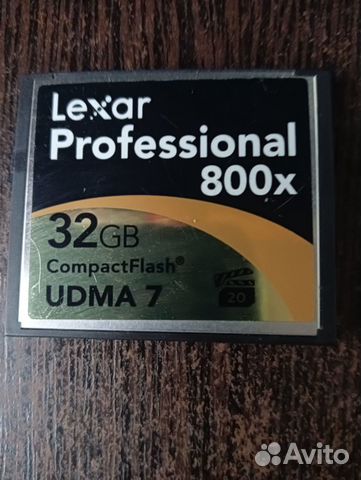 Lexar
Professional
800x
32GB
CompactFlash®
UDMA 7
20
Avito